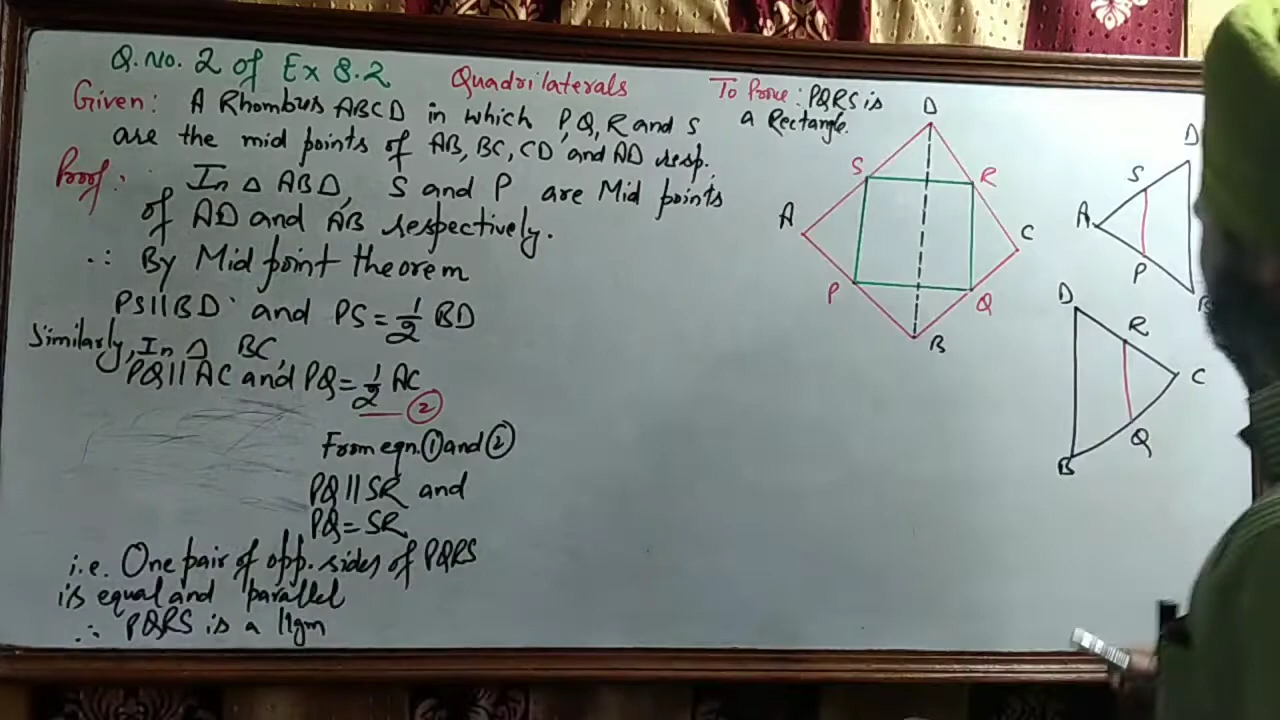 Q. No. 2 of Ex 8.2
Quadrilaterals
Given: A Rhombus ABCD in which P, Q, R and S
are the mid points of AB, BC, CD and AD resp.
To Prove: PQRS is
a Rectangle.
Proof: In Δ ABD, S and P are Mid points
of AD and AB respectively.
∴ By Mid point theorem
PS||BD and PS = 1/2 BD
Similarly, In Δ BC,
PQ || AC and PQ = 1/2 AC
— ②
From eqn. ① and ②
PQ || SR and
PQ = SR
i.e. One pair of opp. sides of PQRS
is equal and parallel
∴ PQRS is a ||gm
D
S
R
A
C
P
Q
B
D
S
A
P
B
D
R
C
Q
B